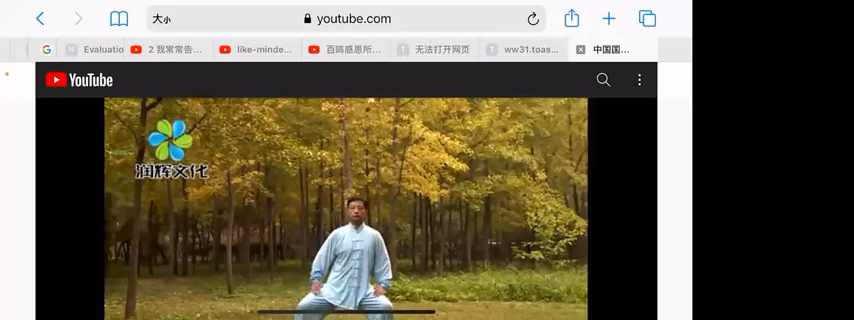 大小 youtube.com
Evaluatio 2 我常常告... like-minde... 百鸣感恩所... 无法打开网页 ww31.toas... 中国国...
YouTube
润辉文化